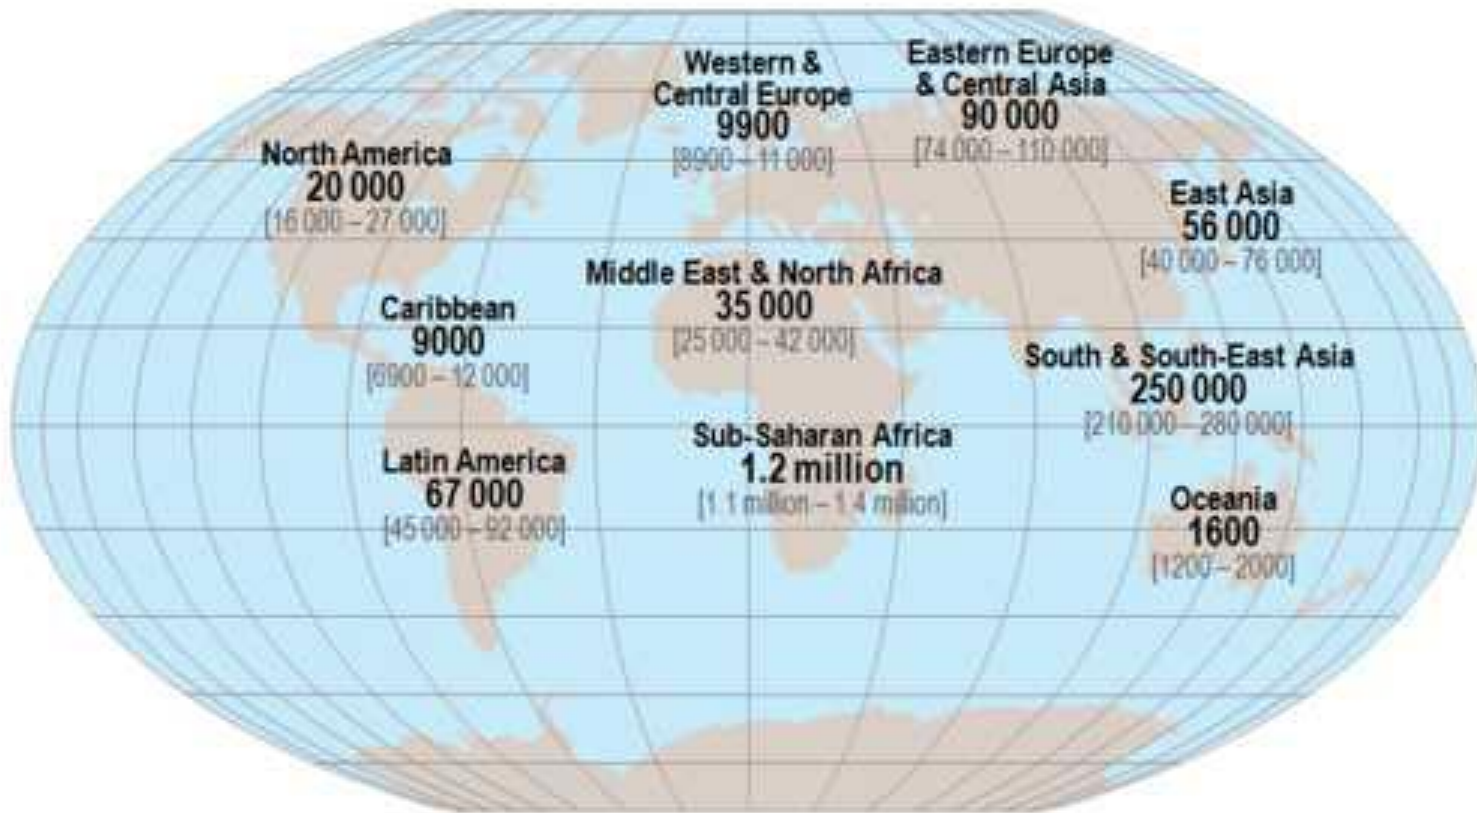 Western &
Central Europe
9900
[8900 – 11 000]
Eastern Europe
& Central Asia
90 000
[74 000 – 110 000]
North America
20 000
[16 000 – 27 000]
East Asia
56 000
[40 000 – 76 000]
Middle East & North Africa
35 000
[25 000 – 42 000]
Caribbean
9000
[6900 – 12 000]
South & South-East Asia
250 000
[210 000 – 280 000]
Sub-Saharan Africa
1.2 million
[1.1 million – 1.4 million]
Latin America
67 000
[45 000 – 92 000]
Oceania
1600
[1200 – 2000]